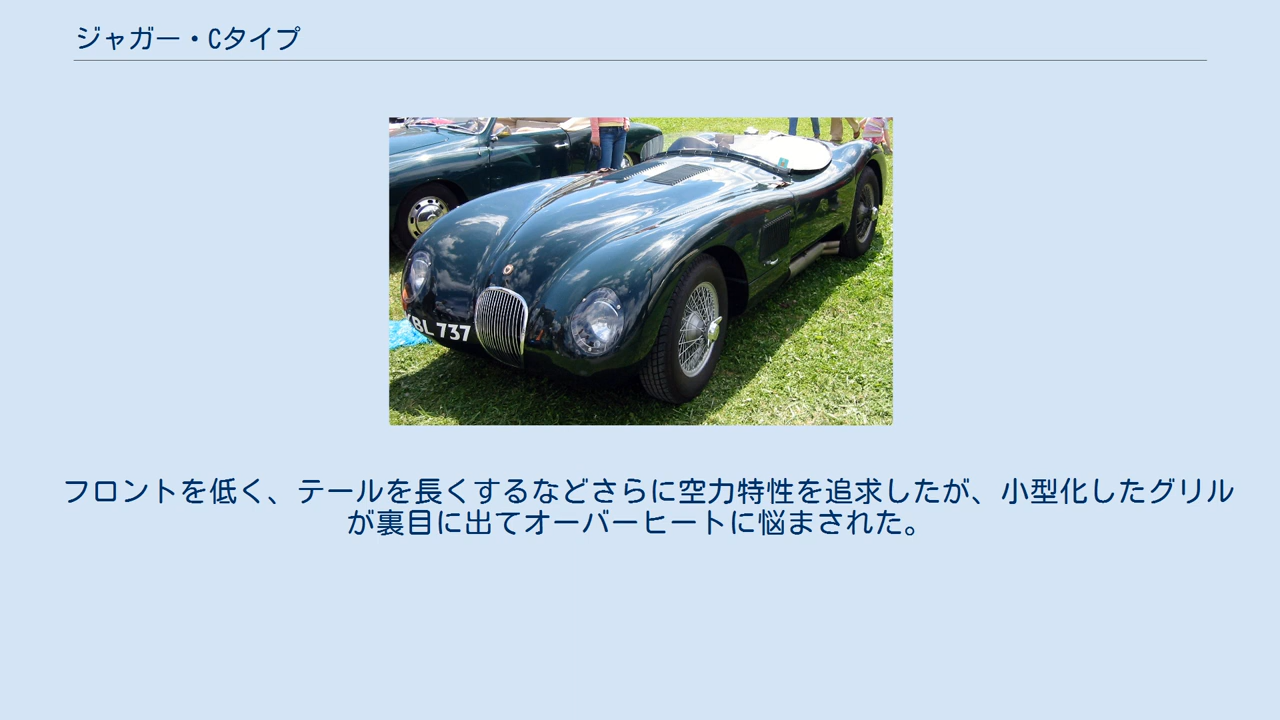 ジャガー・Cタイプ
BL 737
フロントを低く、テールを長くするなどさらに空力特性を追求したが、小型化したグリル
が裏目に出てオーバーヒートに悩まされた。